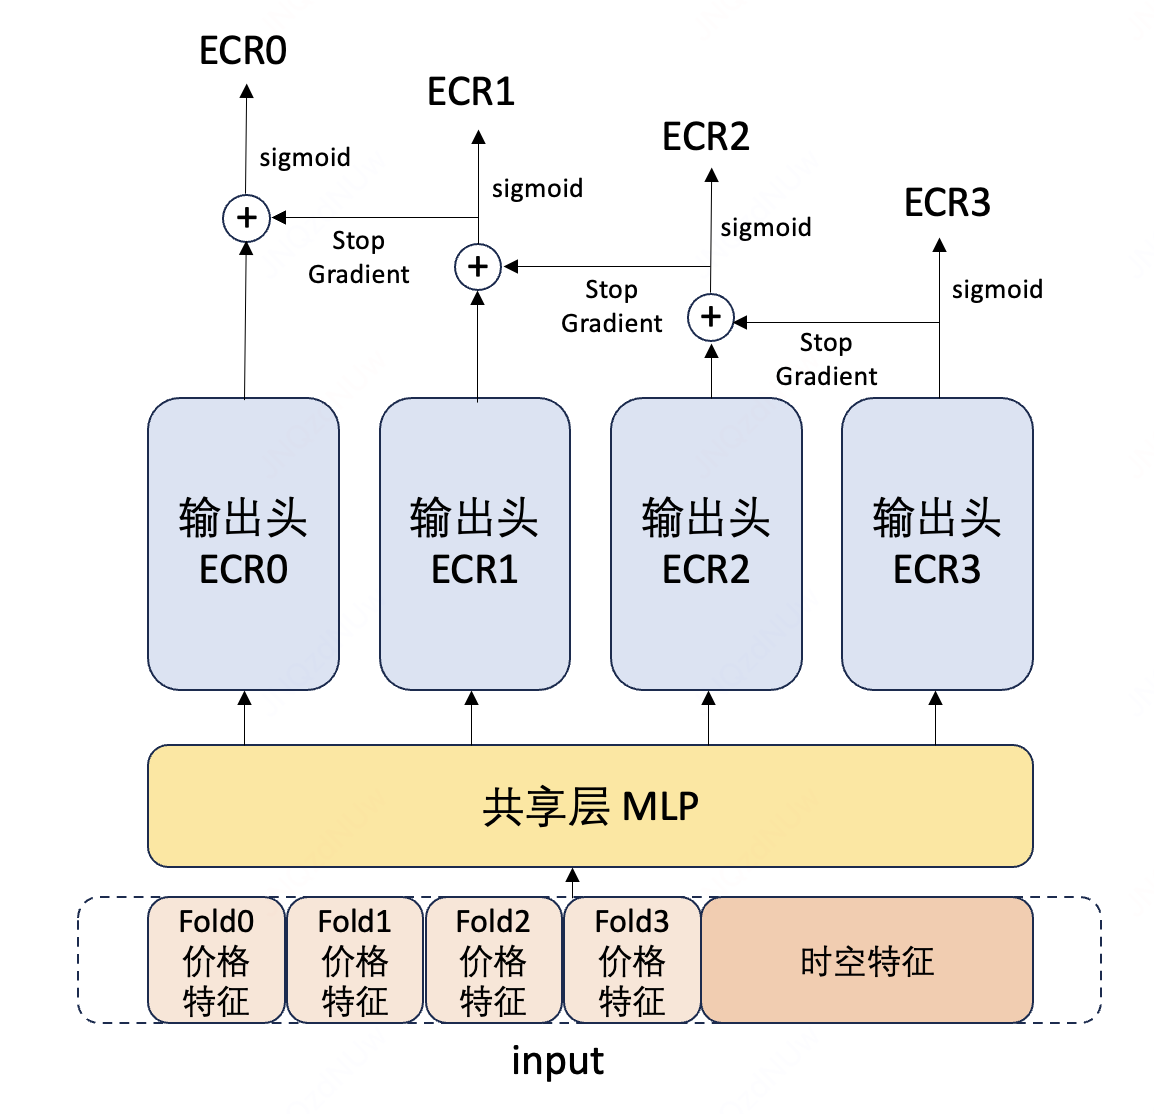 ECR0
ECR1
ECR2
ECR3
sigmoid
sigmoid
sigmoid
sigmoid
+
Stop
Gradient
+
Stop
Gradient
+
Stop
Gradient
输出头
ECR0
输出头
ECR1
输出头
ECR2
输出头
ECR3
共享层 MLP
Fold0
价格
特征
Fold1
价格
特征
Fold2
价格
特征
Fold3
价格
特征
时空特征
input